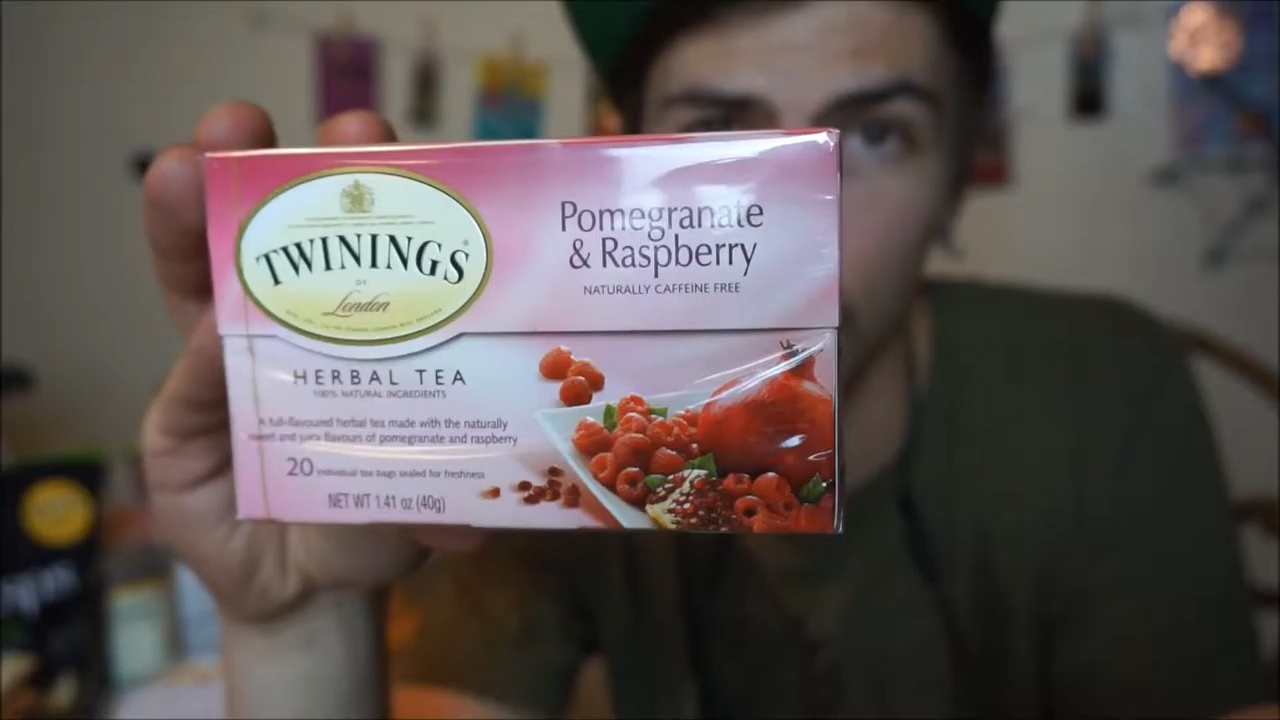 TWININGS®
OF
London
Pomegranate
& Raspberry
NATURALLY CAFFEINE FREE
HERBAL TEA
100% NATURAL INGREDIENTS
A full-flavoured herbal tea made with the naturally
sweet and juicy flavours of pomegranate and raspberry
20 individual tea bags sealed for freshness
NET WT 1.41 oz (40g)